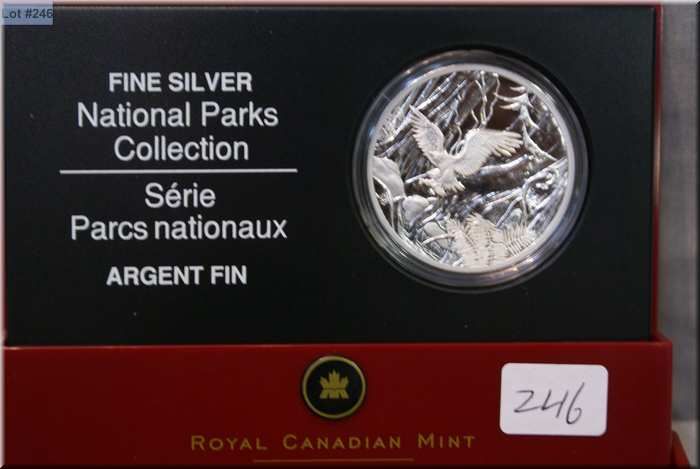 Lot #246
FINE SILVER
National Parks
Collection
Série
Parcs nationaux
ARGENT FIN
246
ROYAL CANADIAN MINT